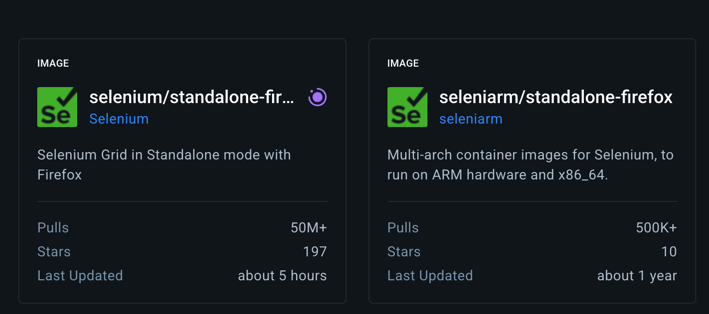 IMAGE
Se
selenium/standalone-fir...
Selenium
Selenium Grid in Standalone mode with
Firefox
Pulls 50M+
Stars 197
Last Updated about 5 hours
IMAGE
Se
seleniarm/standalone-firefox
seleniarm
Multi-arch container images for Selenium, to
run on ARM hardware and x86_64.
Pulls 500K+
Stars 10
Last Updated about 1 year